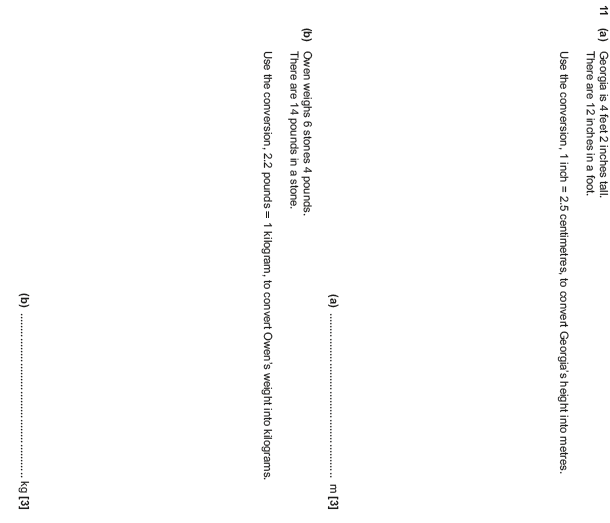 11 (a) Georgia is 4 feet 2 inches tall.
There are 12 inches in a foot.
Use the conversion, 1 inch = 2.5 centimetres, to convert Georgia's height into metres.
(a) ................................................ m [3]
(b) Owen weighs 6 stones 4 pounds.
There are 14 pounds in a stone.
Use the conversion, 2.2 pounds = 1 kilogram, to convert Owen's weight into kilograms.
(b) ................................................ kg [3]